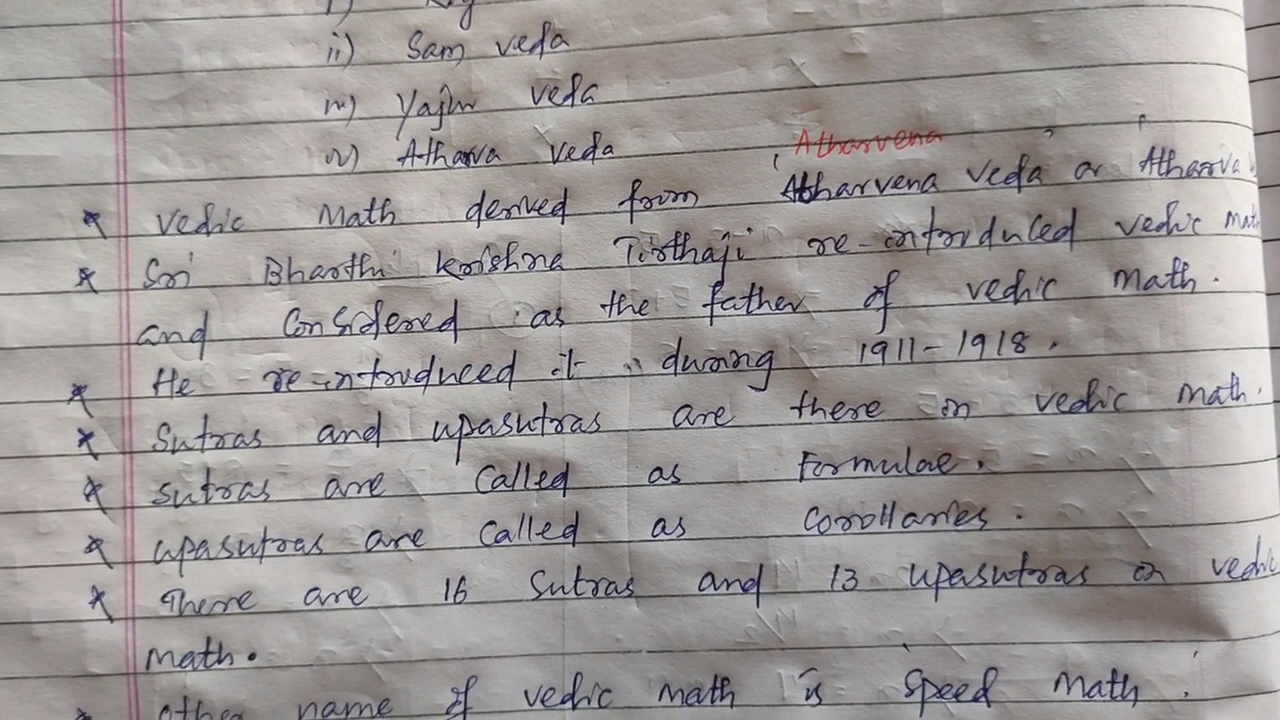 ii) Sam veda
iii) Yajur veda
iv) Atharva veda
Atharvena
* Vedic Math derived from Atharvena Veda or Atharva
* Sri Bharthi krishna Tirthaji re-introduced vedic mat
and Considered as the father of vedic Math.
* He re-introduced it during 1911-1918.
* Sutras and upasutras are there in vedic math.
* Sutras are Called as Formulae.
* Upasutras are Called as Corollaries.
* There are 16 Sutras and 13 upasutras in vedic
Math.
* Other name of vedic math is Speed Math.